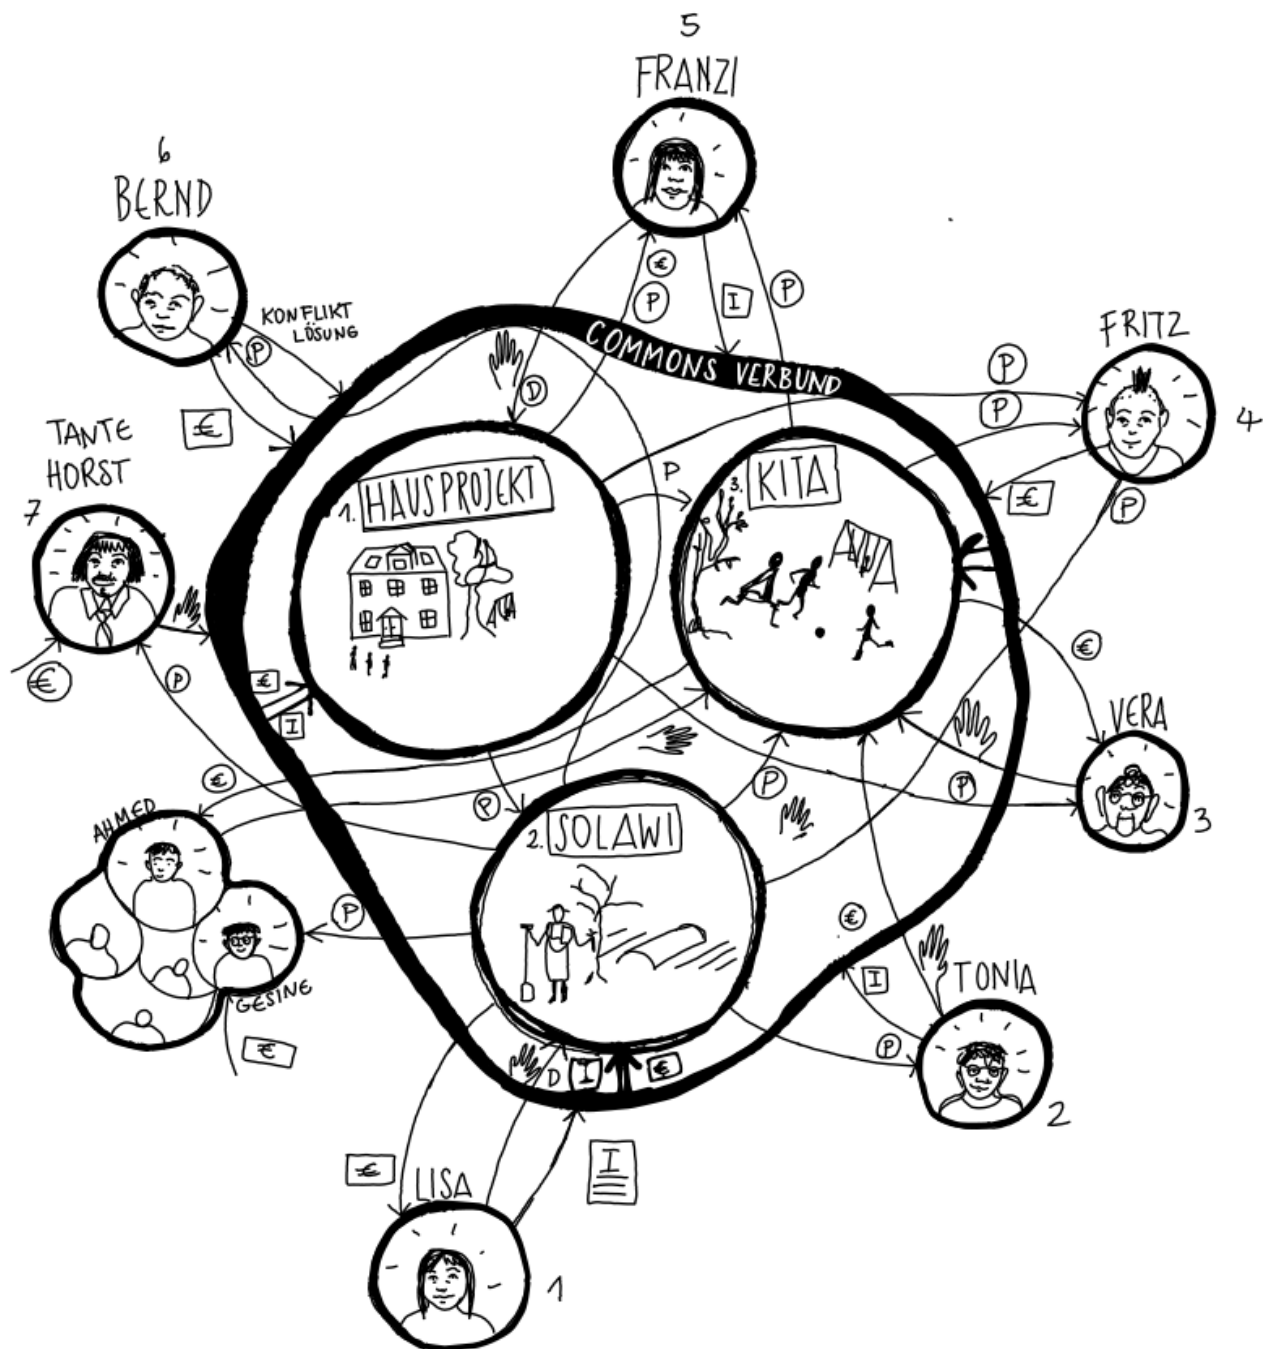 5
FRANZI
6
BERND
KONFLIKT
LÖSUNG
€
P
I
P
P
€
D
COMMONS VERBUND
FRITZ
4
P
P
€
P
TANTE
HORST
7
€
P
1. HAUSPROJEKT
P
3. KITA
€
I
€
VERA
3
P
€
P
P
2. SOLAWI
AHMED
GESINE
€
P
€
I
TONIA
2
P
D I
€
€
LISA
1
I